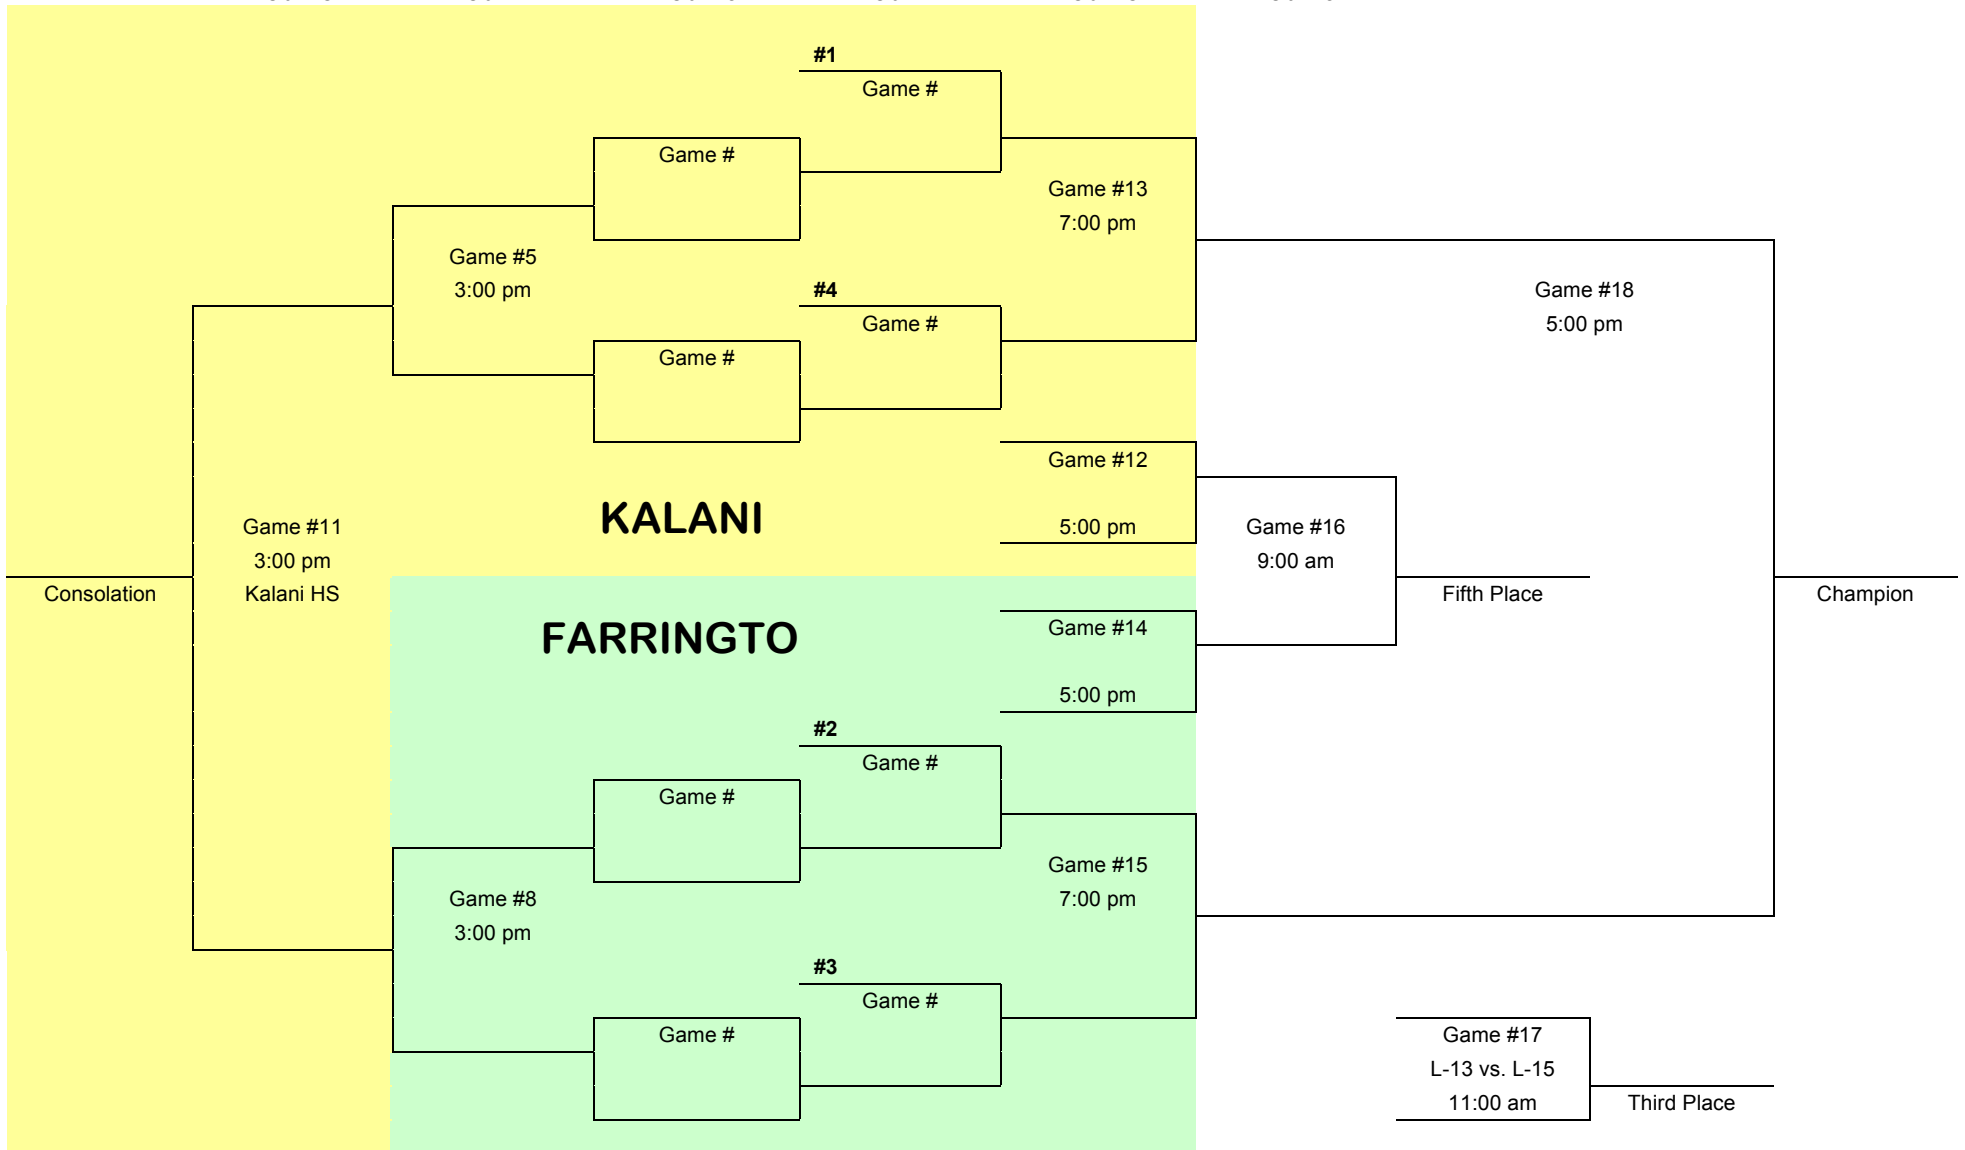 #1
Game #
Game #
Game #13
7:00 pm
Game #5
3:00 pm
#4
Game #18
Game #
5:00 pm
Game #
Game #12
KALANI
Game #11
5:00 pm
Game #16
3:00 pm
9:00 am
Consolation
Kalani HS
Fifth Place
Champion
FARRINGTO
Game #14
5:00 pm
#2
Game #
Game #
Game #15
Game #8
7:00 pm
3:00 pm
#3
Game #
Game #
Game #17
L-13 vs. L-15
11:00 am
Third Place